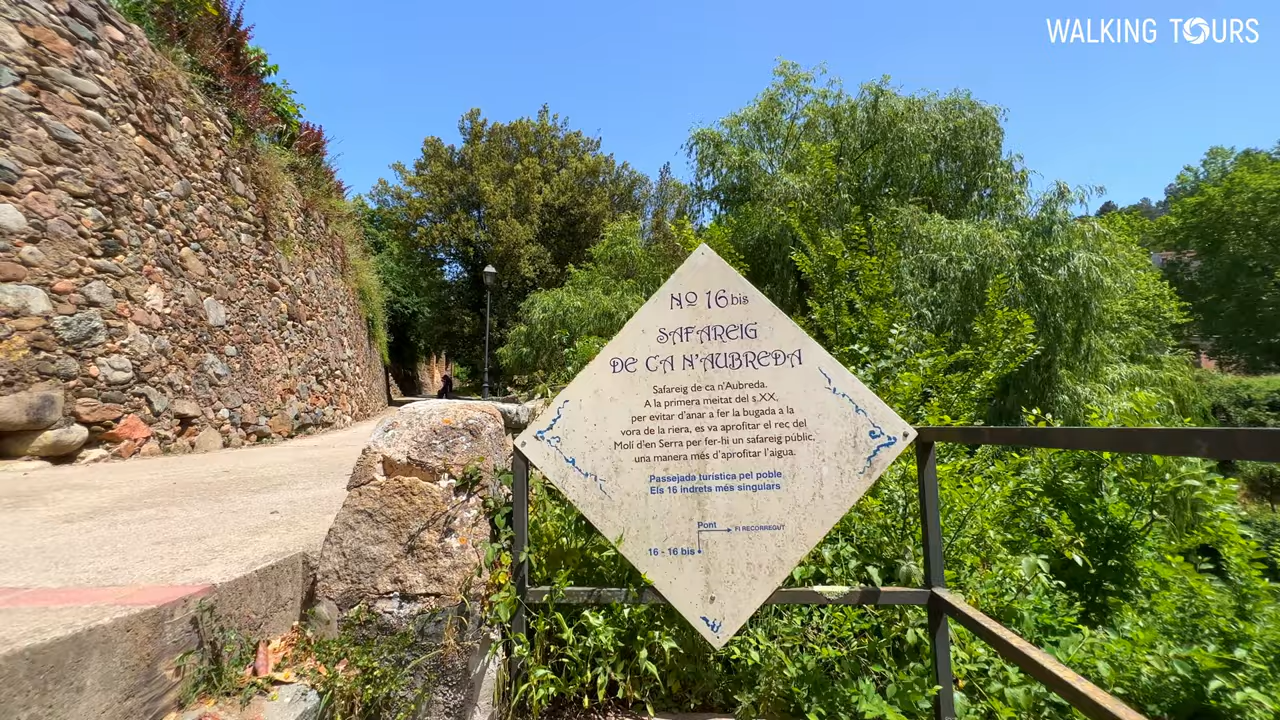 WALKING TOURS
Nº 16 bis
SAFAREIG
DE CA N'AUBREDA
Safareig de ca n'Aubreda.
A la primera meitat del s.XX,
per evitar d'anar a fer la bugada a la
vora de la riera, es va aprofitar el rec del
Molí d'en Serra per fer-hi un safareig públic,
una manera més d'aprofitar l'aigua.
Passejada turística pel poble
Els 16 indrets més singulars
Pont
FI RECORREGUT
16 - 16 bis